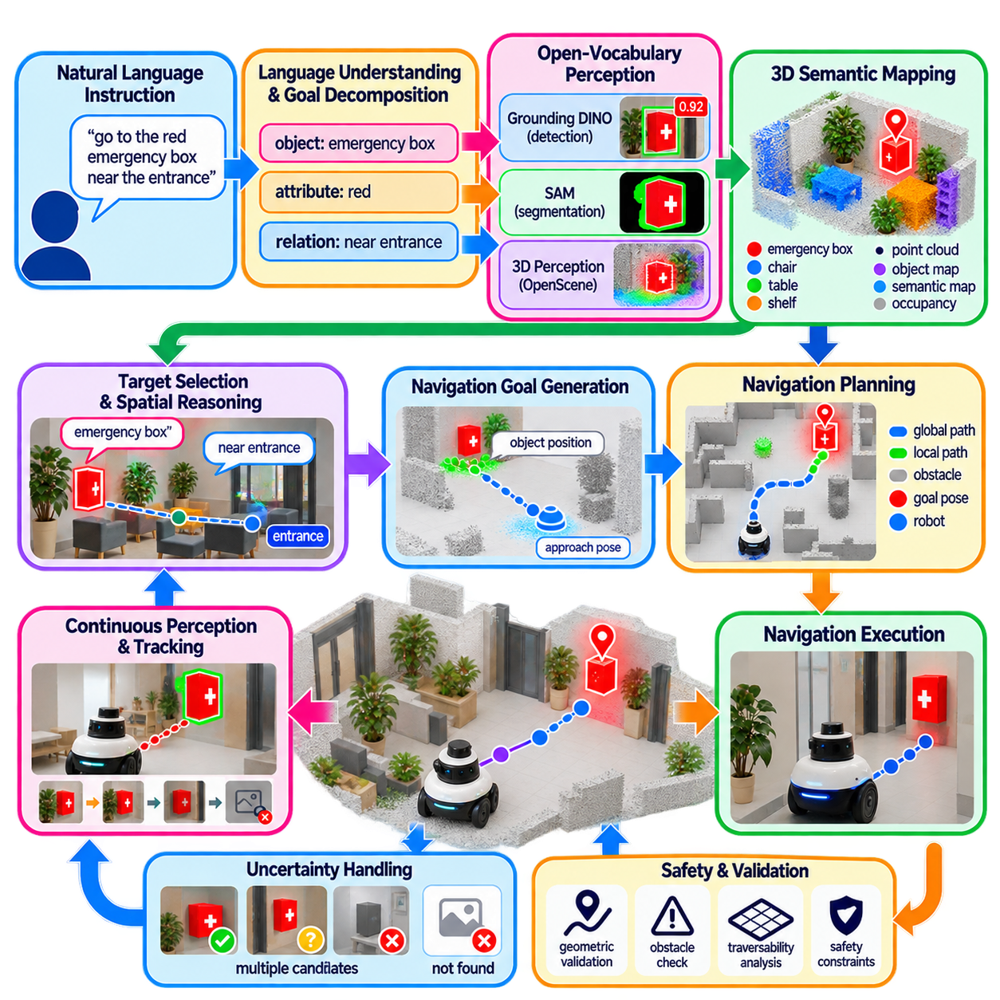 Natural Language
Instruction
“go to the red
emergency box
near the entrance”
Language Understanding
& Goal Decomposition
object: emergency box
attribute: red
relation: near entrance
Open-Vocabulary
Perception
Grounding DINO
(detection)
0.92
SAM
(segmentation)
3D Perception
(OpenScene)
3D Semantic Mapping
emergency box
chair
table
shelf
point cloud
object map
semantic map
occupancy
Target Selection
& Spatial Reasoning
emergency box”
near entrance
entrance
Navigation Goal Generation
object position
approach pose
Navigation Planning
global path
local path
obstacle
goal pose
robot
Continuous Perception
& Tracking
Navigation Execution
Uncertainty Handling
?
multiple candidates
not found
Safety & Validation
geometric
validation
obstacle
check
traversability
analysis
safety
constraints